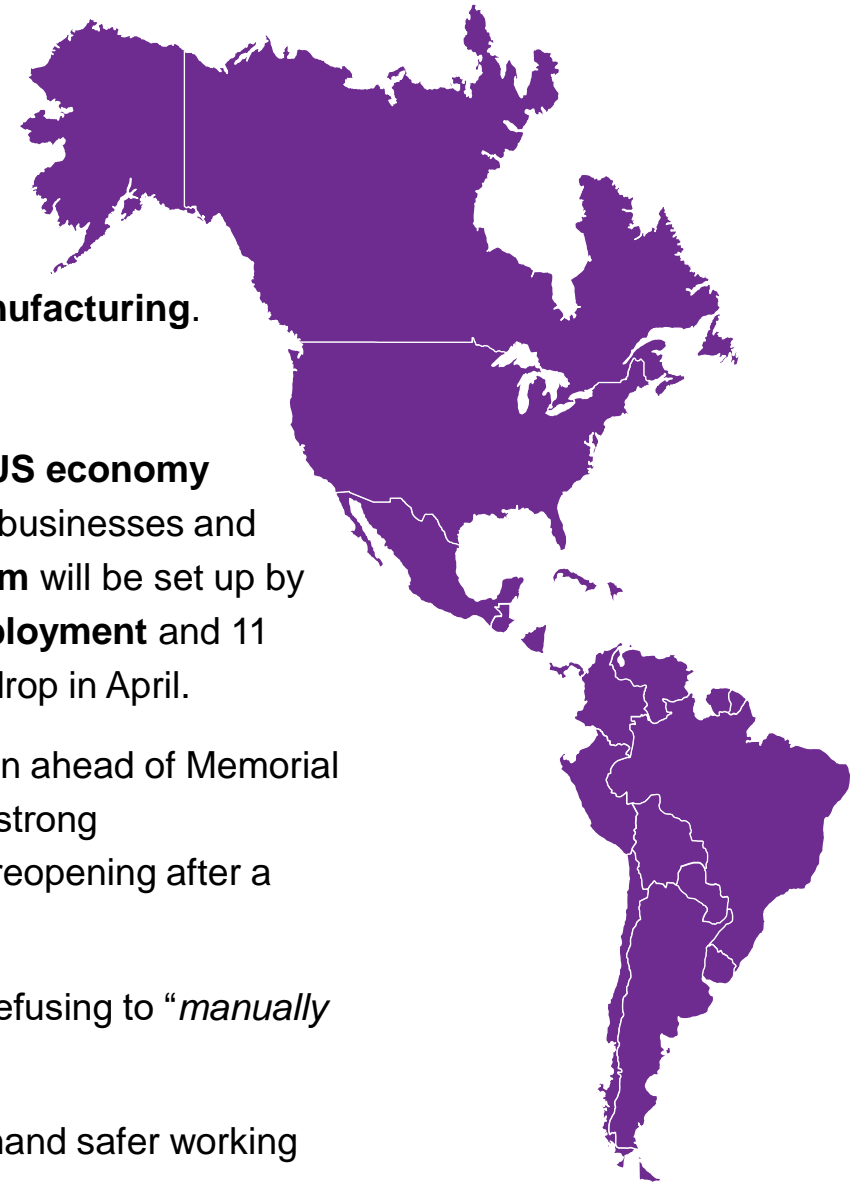 nufacturing.
US economy
businesses and
m will be set up by
ployment and 11
drop in April.
n ahead of Memorial
strong
reopening after a
efusing to “manually
hand safer working